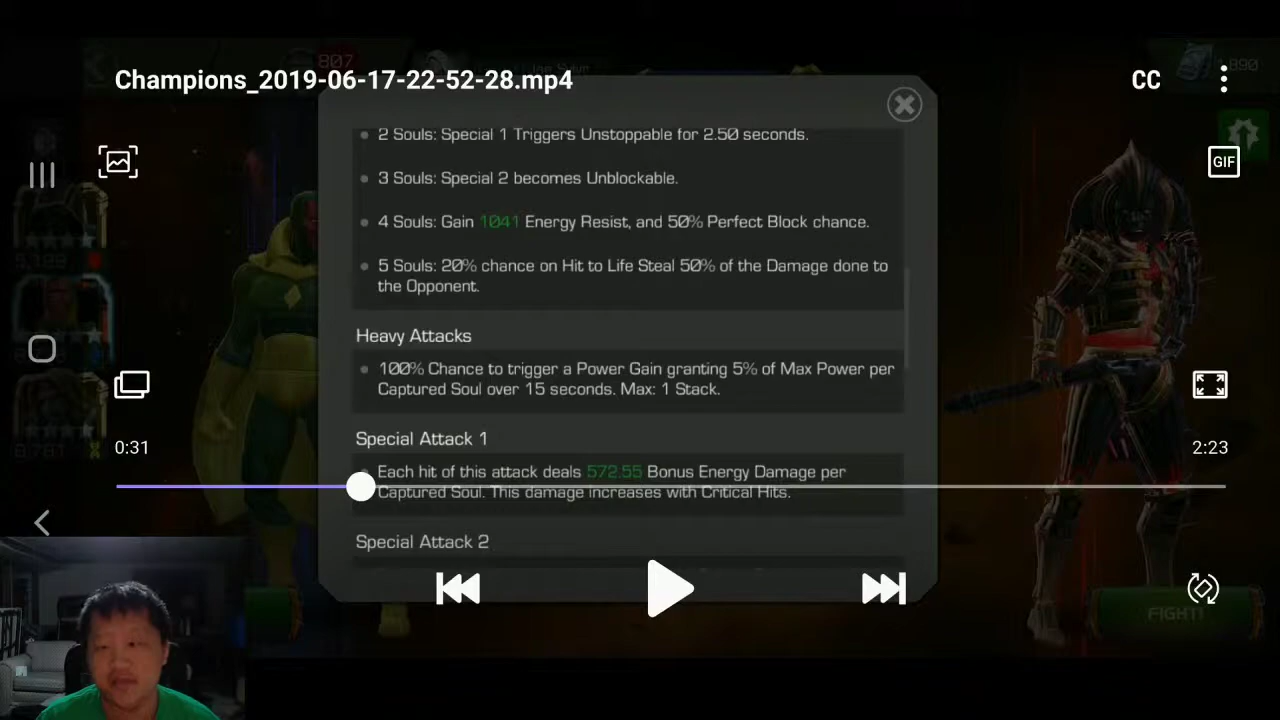 807
1,890
Champions_2019-06-17-22-52-28.mp4
CC
2 Souls: Special 1 Triggers Unstoppable for 2.50 seconds.
GIF
3 Souls: Special 2 becomes Unblockable.
4 Souls: Gain 1041 Energy Resist, and 50% Perfect Block chance.
5 Souls: 20% chance on Hit to Life Steal 50% of the Damage done to
the Opponent.
Heavy Attacks
100% Chance to trigger a Power Gain granting 5% of Max Power per
Captured Soul over 15 seconds. Max: 1 Stack.
Special Attack 1
0:31
2:23
Each hit of this attack deals 572.55 Bonus Energy Damage per
Captured Soul. This damage increases with Critical Hits.
Special Attack 2
FIGHT!